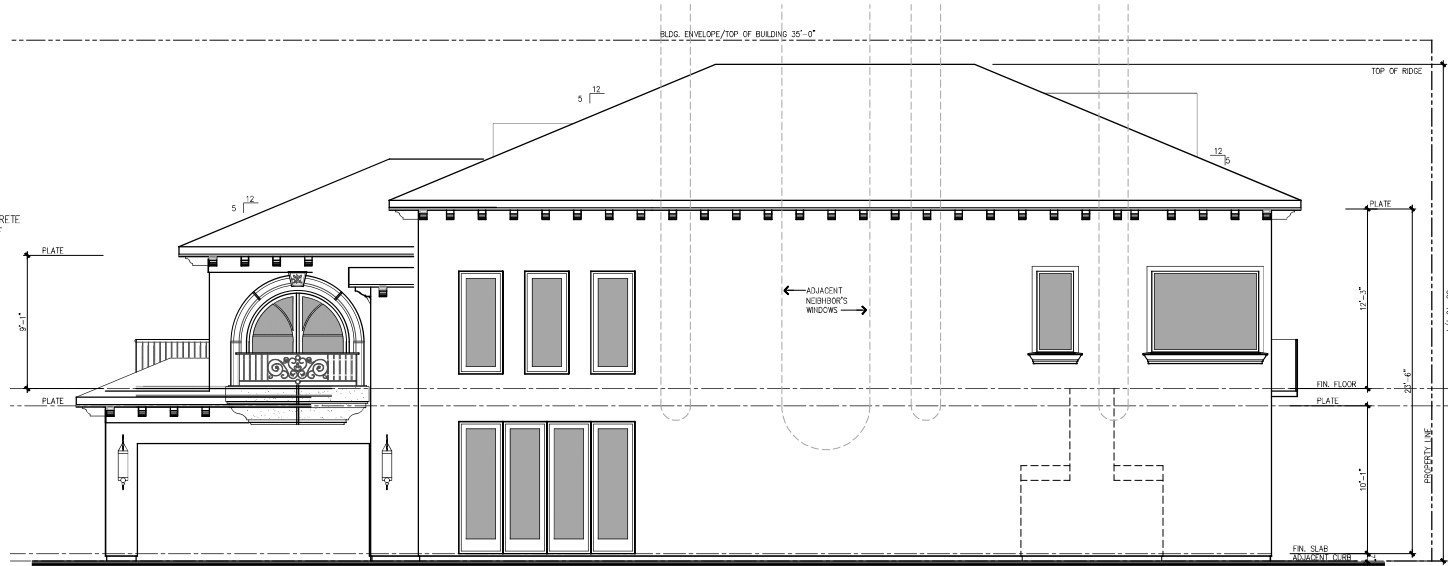 BLDG. ENVELOPE/TOP OF BUILDING 35'-0"
TOP OF RIDGE
12
5
12
5
12
5
RETE
PLATE
PLATE
9'-1"
ADJACENT
NEIGHBOR'S
WINDOWS
12'-3"
23'-6"
FIN. FLOOR
PLATE
PLATE
10'-1"
PROPERTY LINE
FIN. SLAB
ADJACENT CURB